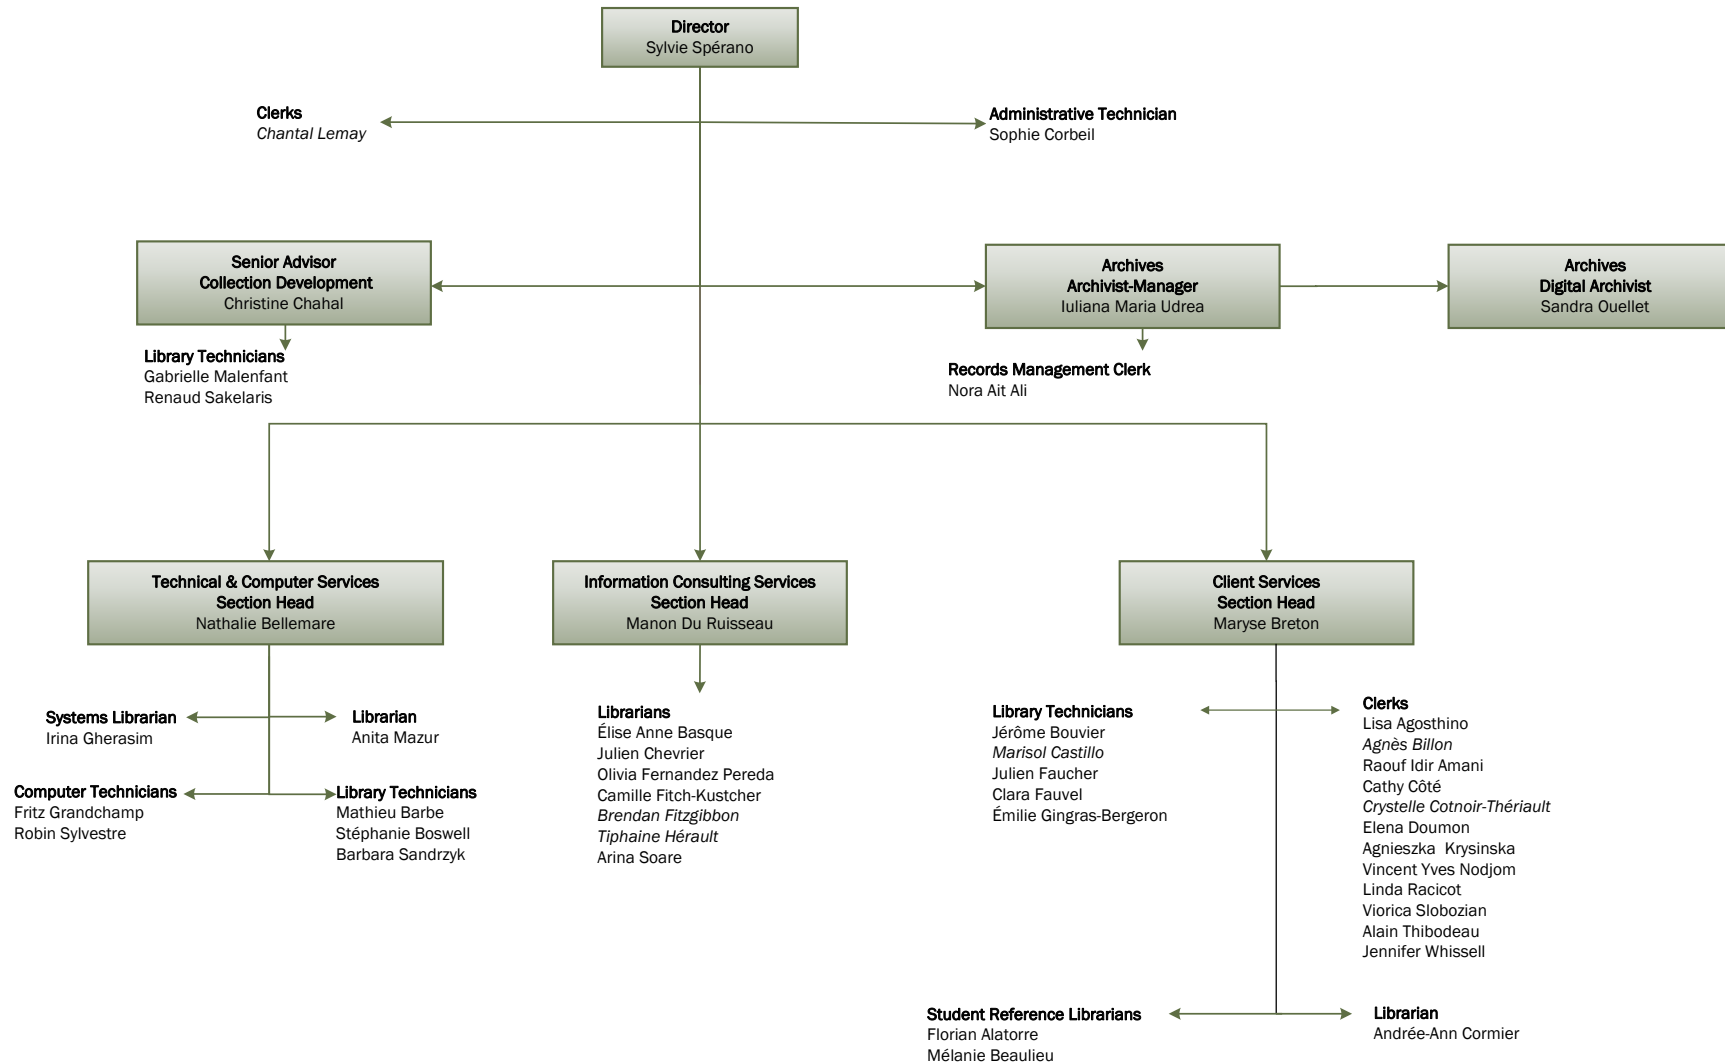 Director
Sylvie Spérano
Clerks
Chantal Lemay
Administrative Technician
Sophie Corbeil
Senior Advisor
Collection Development
Christine Chahal
Archives
Archivist-Manager
Iuliana Maria Udrea
Archives
Digital Archivist
Sandra Ouellet
Library Technicians
Gabrielle Malenfant
Renaud Sakelaris
Records Management Clerk
Nora Ait Ali
Technical & Computer Services
Section Head
Nathalie Bellemare
Information Consulting Services
Section Head
Manon Du Ruisseau
Client Services
Section Head
Maryse Breton
Systems Librarian
Irina Gherasim
Librarian
Anita Mazur
Computer Technicians
Fritz Grandchamp
Robin Sylvestre
Library Technicians
Mathieu Barbe
Stéphanie Boswell
Barbara Sandrzyk
Librarians
Élise Anne Basque
Julien Chevrier
Olivia Fernandez Pereda
Camille Fitch-Kustcher
Brendan Fitzgibbon
Tiphaine Hérault
Arina Soare
Library Technicians
Jérôme Bouvier
Marisol Castillo
Julien Faucher
Clara Fauvel
Émilie Gingras-Bergeron
Clerks
Lisa Agosthino
Agnès Billon
Raouf Idir Amani
Cathy Côté
Crystelle Cotnoir-Thériault
Elena Doumon
Agnieszka Krysinska
Vincent Yves Nodjom
Linda Racicot
Viorica Slobozian
Alain Thibodeau
Jennifer Whissell
Student Reference Librarians
Florian Alatorre
Mélanie Beaulieu
Librarian
Andrée-Ann Cormier